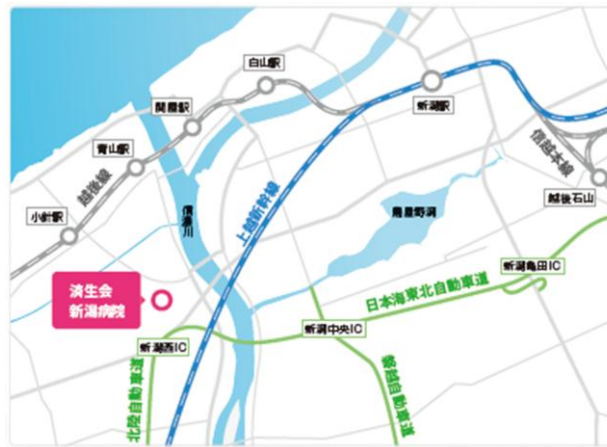 白山駅
新潟駅
関屋駅
青山駅
越後線
小針駅
信濃川
上越新幹線
鳥屋野潟
信越本線
越後石山
済生会
新潟病院
新潟西IC
新潟中央IC
新潟亀田IC
日本海東北自動車道
北陸自動車道
磐越自動車道